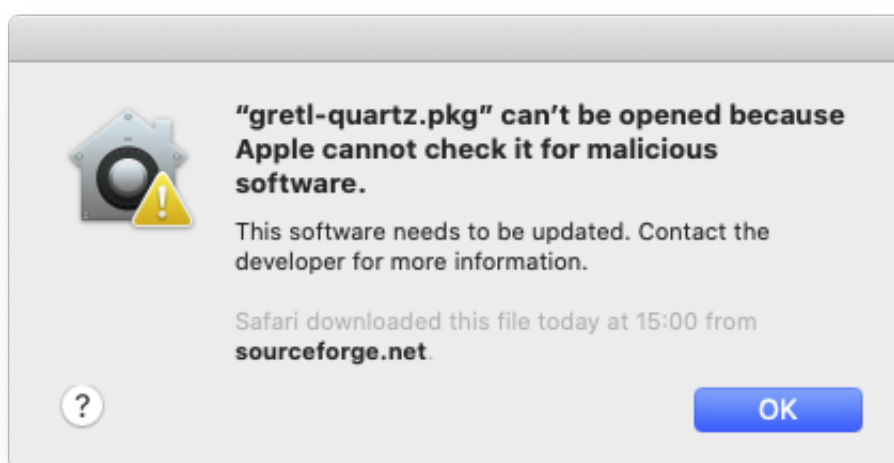 “gretl-quartz.pkg” can’t be opened because
Apple cannot check it for malicious
software.
This software needs to be updated. Contact the
developer for more information.
Safari downloaded this file today at 15:00 from
sourceforge.net.
?
OK